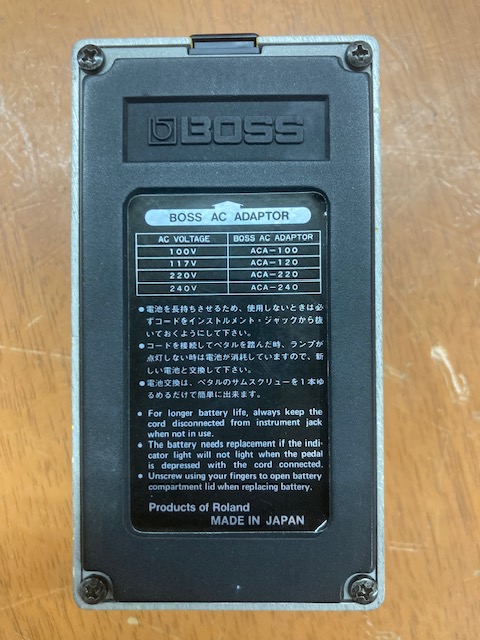 BOSS
BOSS AC ADAPTOR
AC VOLTAGE BOSS AC ADAPTOR
100V ACA-100
117V ACA-120
220V ACA-220
240V ACA-240
●電池を長持ちさせるため、使用しないときは必
ずコードをインストルメント・ジャックから抜
いておくようにして下さい。
●コードを接続してペタルを踏んだ時、ランプが
点灯しない時は電池が消耗していますので、新
しい電池と交換して下さい。
●電池交換は、ペタルのサムスクリューを1本ゆ
るめるだけで簡単に出来ます。
● For longer battery life, always keep the
cord disconnected from instrument jack
when not in use.
● The battery needs replacement if the indi-
cator light will not light when the pedal
is depressed with the cord connected.
● Unscrew using your fingers to open battery
compartment lid when replacing battery.
Products of Roland
MADE IN JAPAN